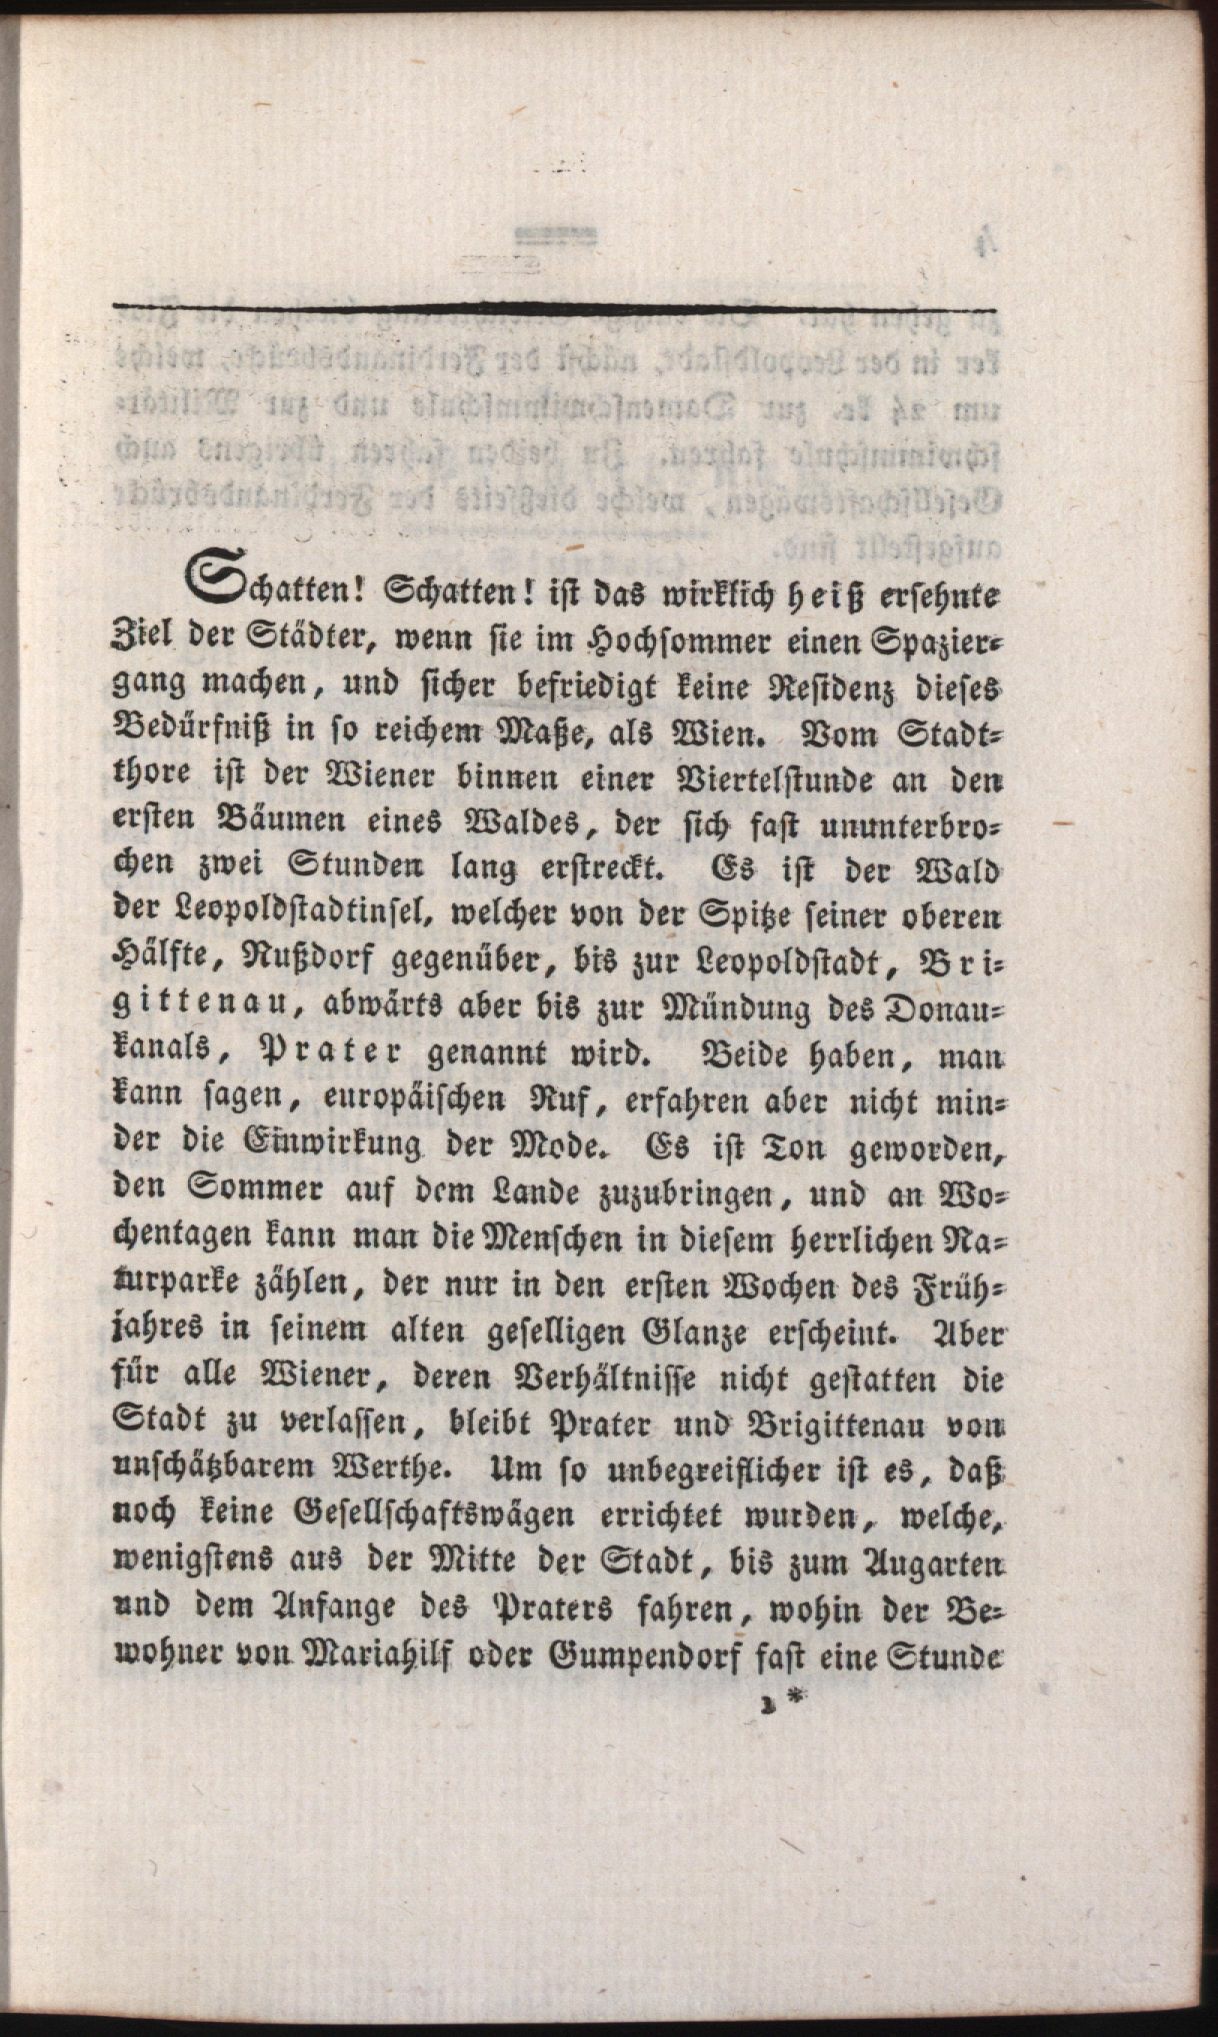 Schatten! Schatten! ist das wirklich heiß ersehnte
Ziel der Städter, wenn sie im Hochsommer einen Spazier-
gang machen, und sicher befriedigt keine Residenz dieses
Bedürfniß in so reichem Maße, als Wien. Vom Stadt-
thore ist der Wiener binnen einer Viertelstunde an den
ersten Bäumen eines Waldes, der sich fast ununterbro-
chen zwei Stunden lang erstreckt. Es ist der Wald
der Leopoldstadtinsel, welcher von der Spitze seiner oberen
Hälfte, Nußdorf gegenüber, bis zur Leopoldstadt, Bri-
gittenau, abwärts aber bis zur Mündung des Donau-
kanals, Prater genannt wird. Beide haben, man
kann sagen, europäischen Ruf, erfahren aber nicht min-
der die Einwirkung der Mode. Es ist Ton geworden,
den Sommer auf dem Lande zuzubringen, und an Wo-
chentagen kann man die Menschen in diesem herrlichen Na-
turparke zählen, der nur in den ersten Wochen des Früh-
jahres in seinem alten geselligen Glanze erscheint. Aber
für alle Wiener, deren Verhältnisse nicht gestatten die
Stadt zu verlassen, bleibt Prater und Brigittenau von
unschätzbarem Werthe. Um so unbegreiflicher ist es, daß
noch keine Gesellschaftswägen errichtet wurden, welche,
wenigstens aus der Mitte der Stadt, bis zum Augarten
und dem Anfange des Praters fahren, wohin der Be-
wohner von Mariahilf oder Gumpendorf fast eine Stunde
1 *